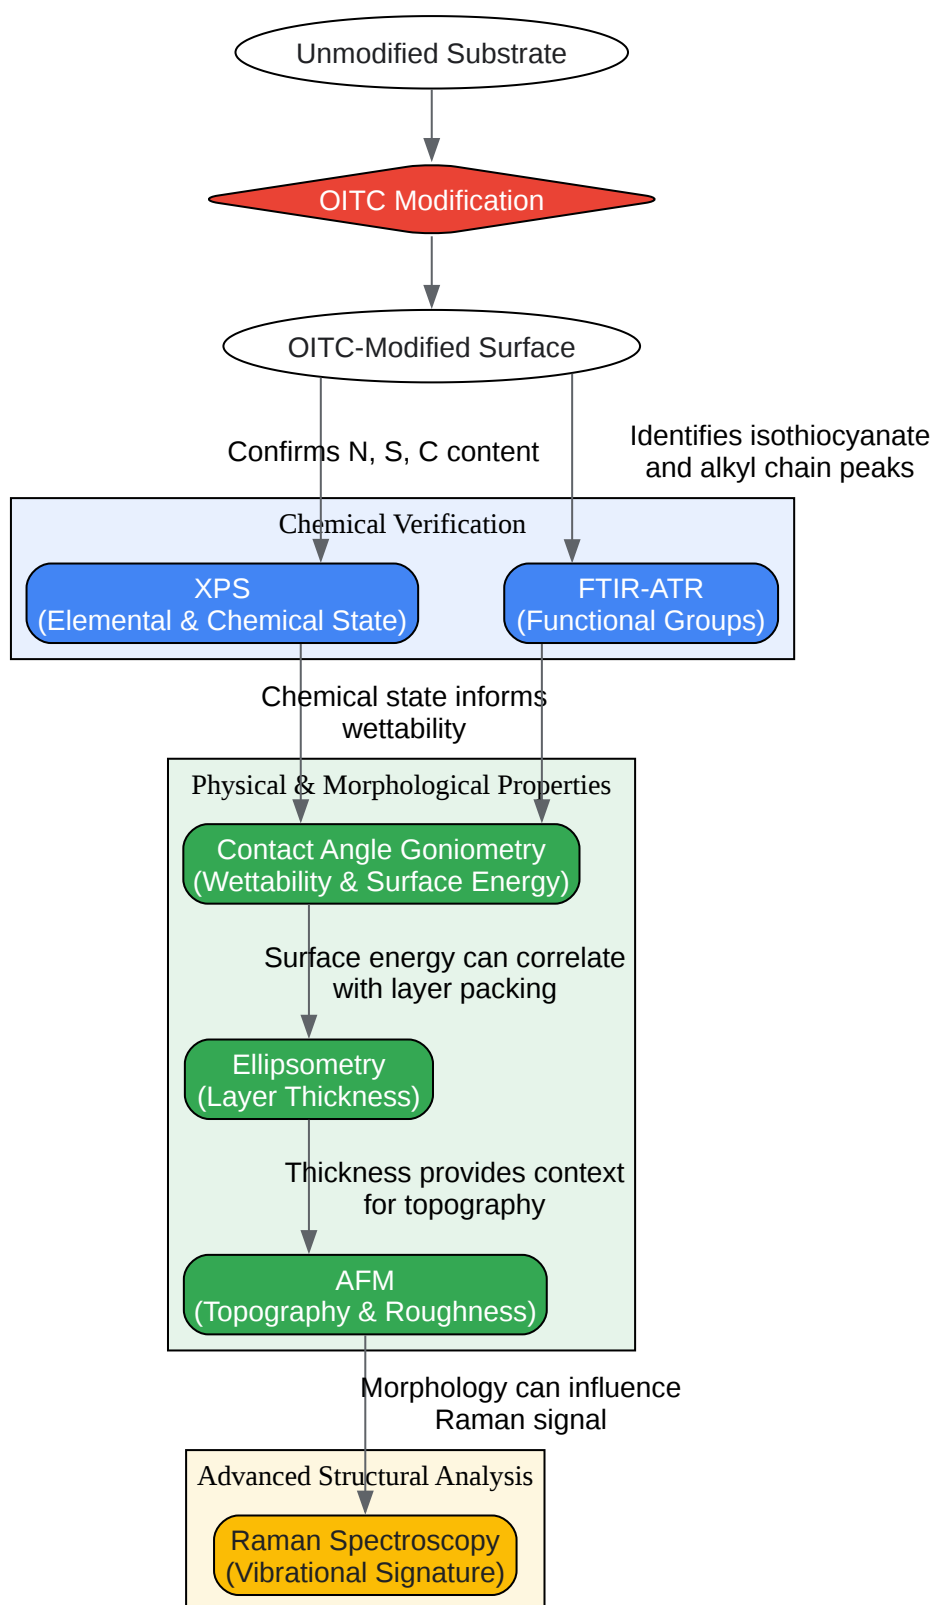 Unmodified Substrate
OITC Modification
OITC-Modified Surface
Confirms N, S, C content
Identifies isothiocyanate
and alkyl chain peaks
Chemical Verification
XPS
(Elemental & Chemical State)
FTIR-ATR
(Functional Groups)
Chemical state informs
wettability
Physical & Morphological Properties
Contact Angle Goniometry
(Wettability & Surface Energy)
Surface energy can correlate
with layer packing
Ellipsometry
(Layer Thickness)
Thickness provides context
for topography
AFM
(Topography & Roughness)
Morphology can influence
Raman signal
Advanced Structural Analysis
Raman Spectroscopy
(Vibrational Signature)